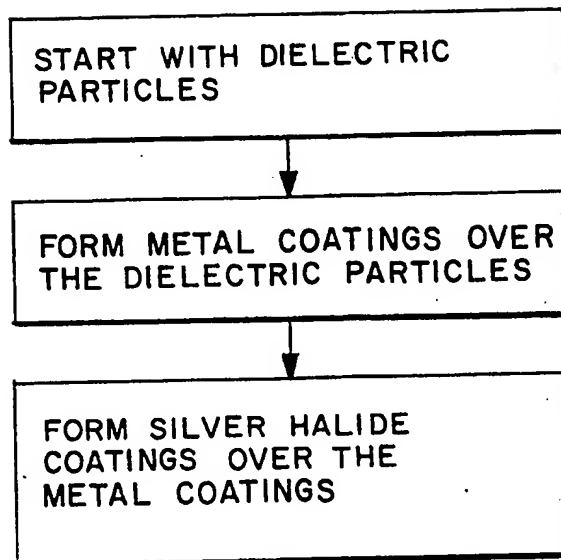 START WITH DIELECTRIC
PARTICLES
FORM METAL COATINGS OVER
THE DIELECTRIC PARTICLES
FORM SILVER HALIDE
COATINGS OVER THE
METAL COATINGS